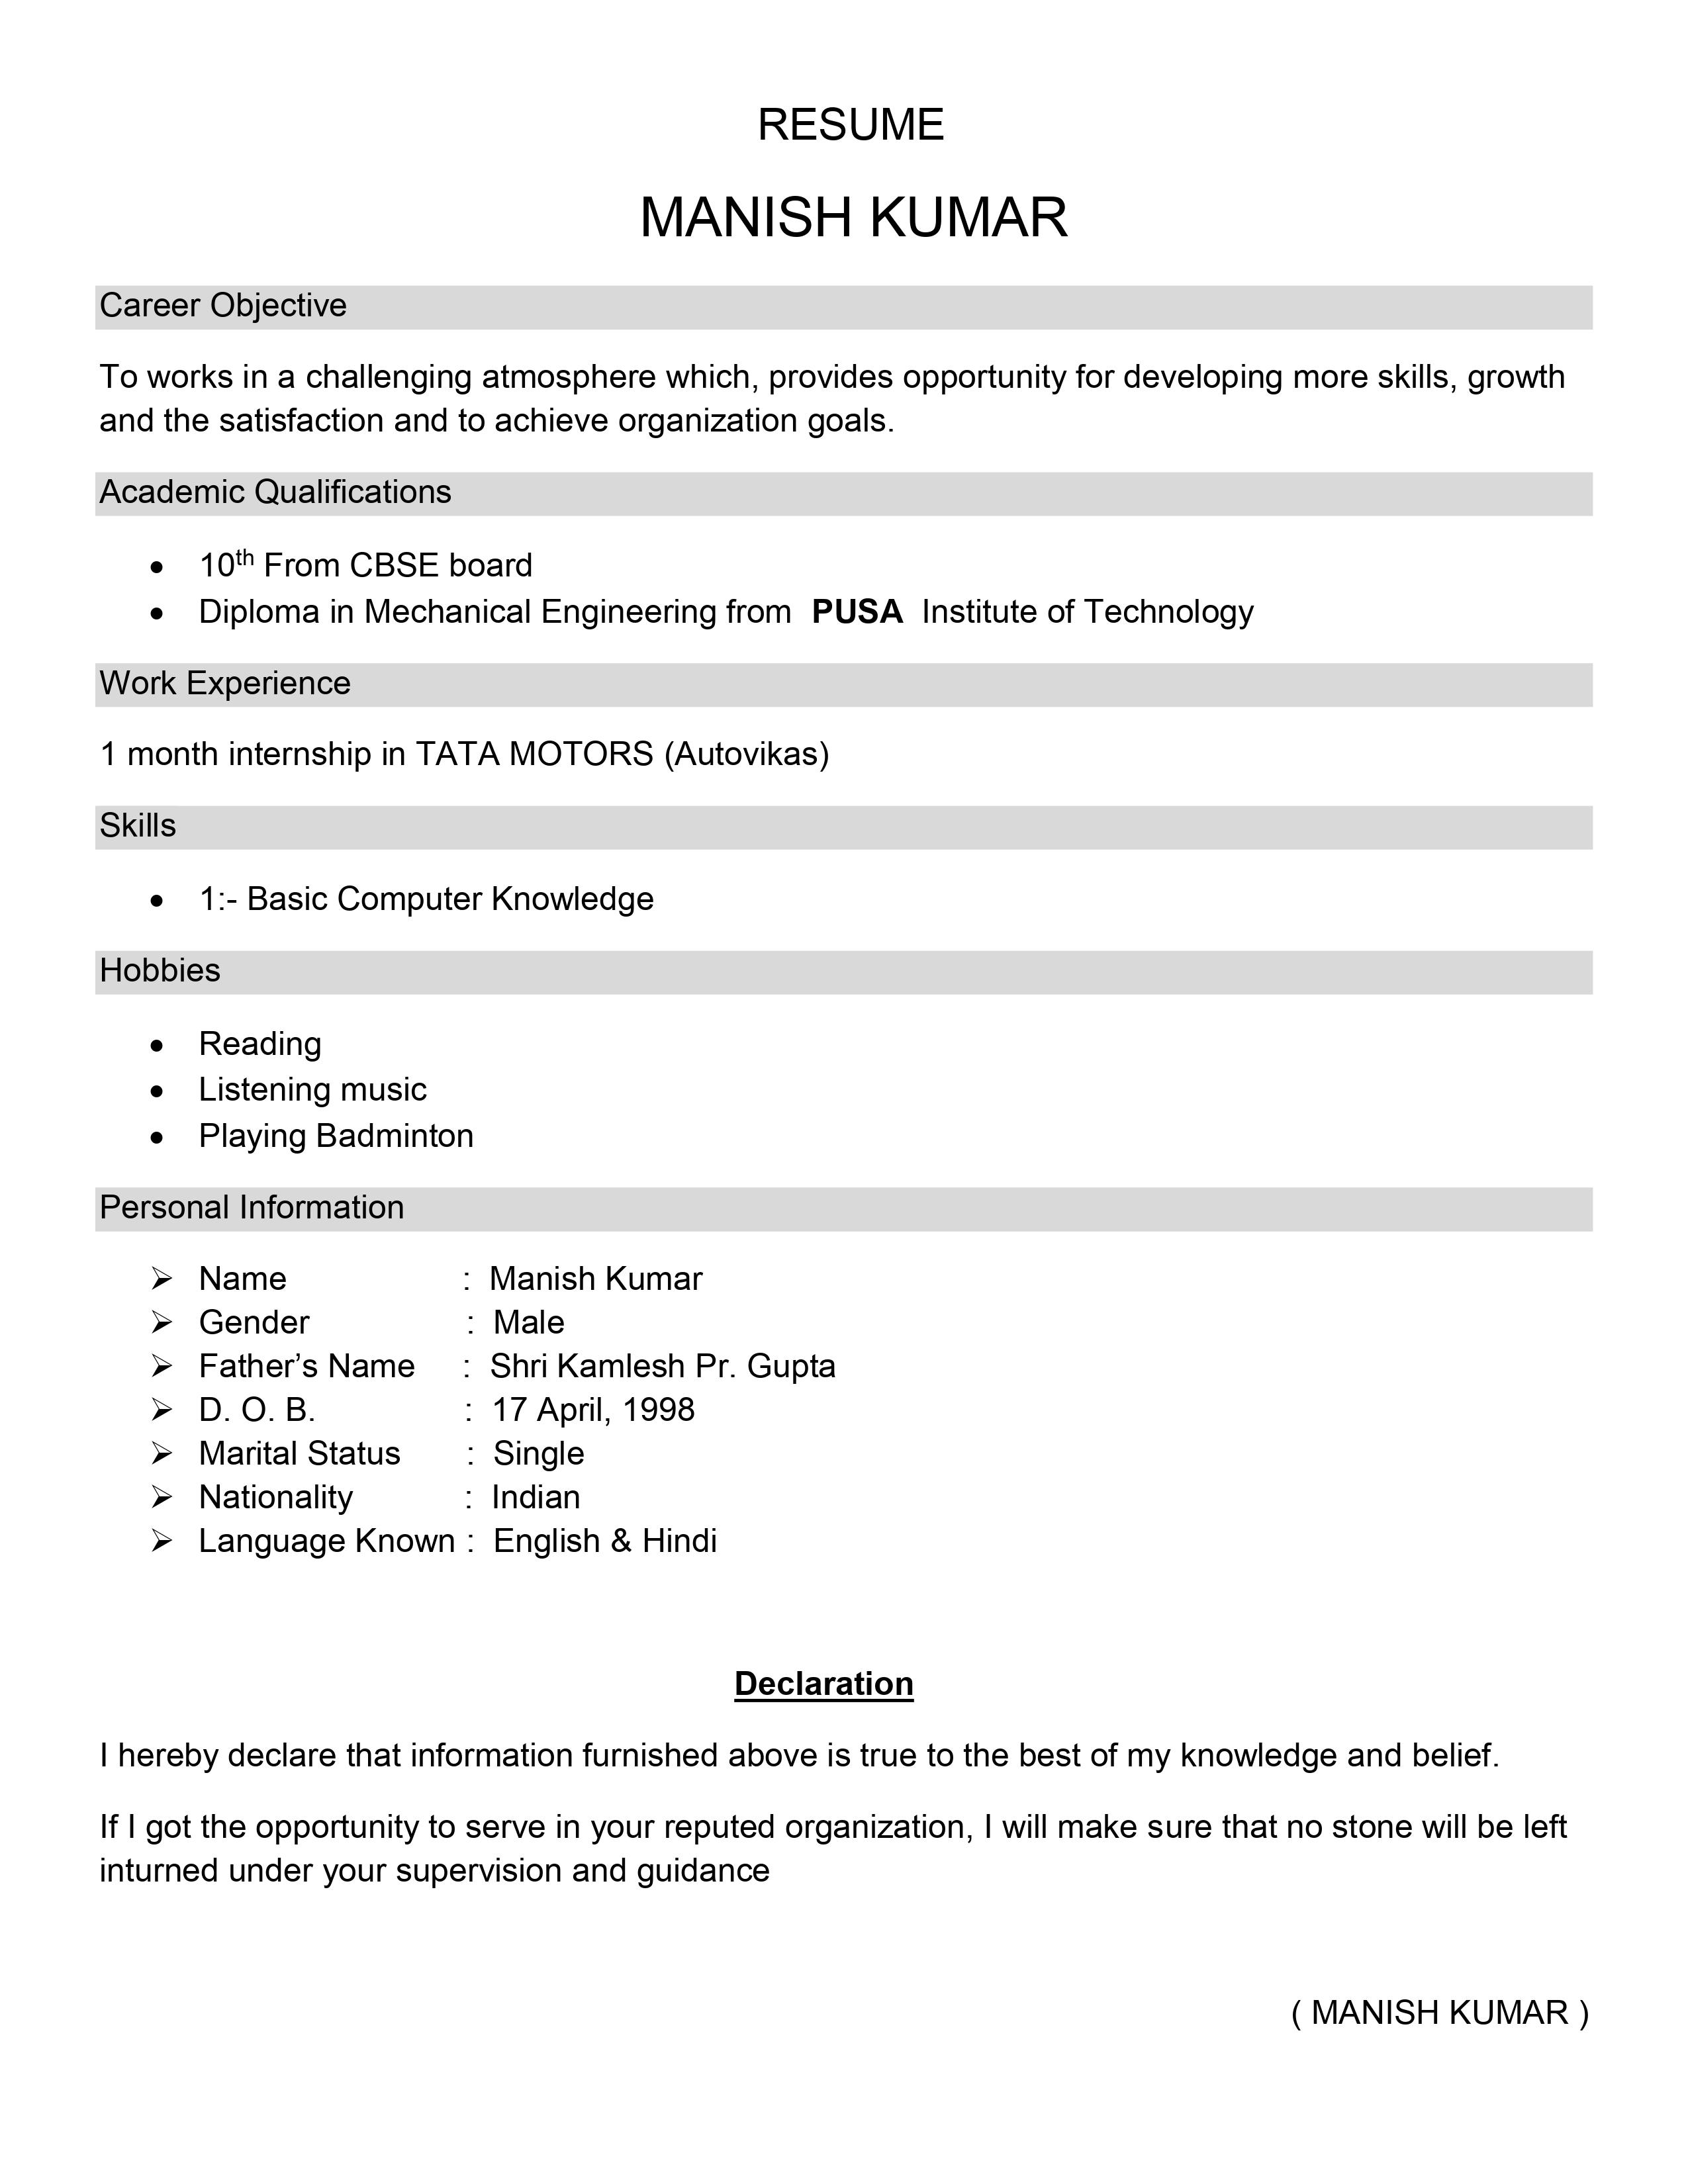 RESUME
MANISH KUMAR
Career Objective
To works in a challenging atmosphere which, provides opportunity for developing more skills, growth
and the satisfaction and to achieve organization goals.
Academic Qualifications
• 10th From CBSE board
• Diploma in Mechanical Engineering from PUSA Institute of Technology
Work Experience
1 month internship in TATA MOTORS (Autovikas)
Skills
• 1:- Basic Computer Knowledge
Hobbies
• Reading
• Listening music
• Playing Badminton
Personal Information
➢ Name : Manish Kumar
➢ Gender : Male
➢ Father’s Name : Shri Kamlesh Pr. Gupta
➢ D. O. B. : 17 April, 1998
➢ Marital Status : Single
➢ Nationality : Indian
➢ Language Known : English & Hindi
Declaration
I hereby declare that information furnished above is true to the best of my knowledge and belief.
If I got the opportunity to serve in your reputed organization, I will make sure that no stone will be left
inturned under your supervision and guidance
( MANISH KUMAR )